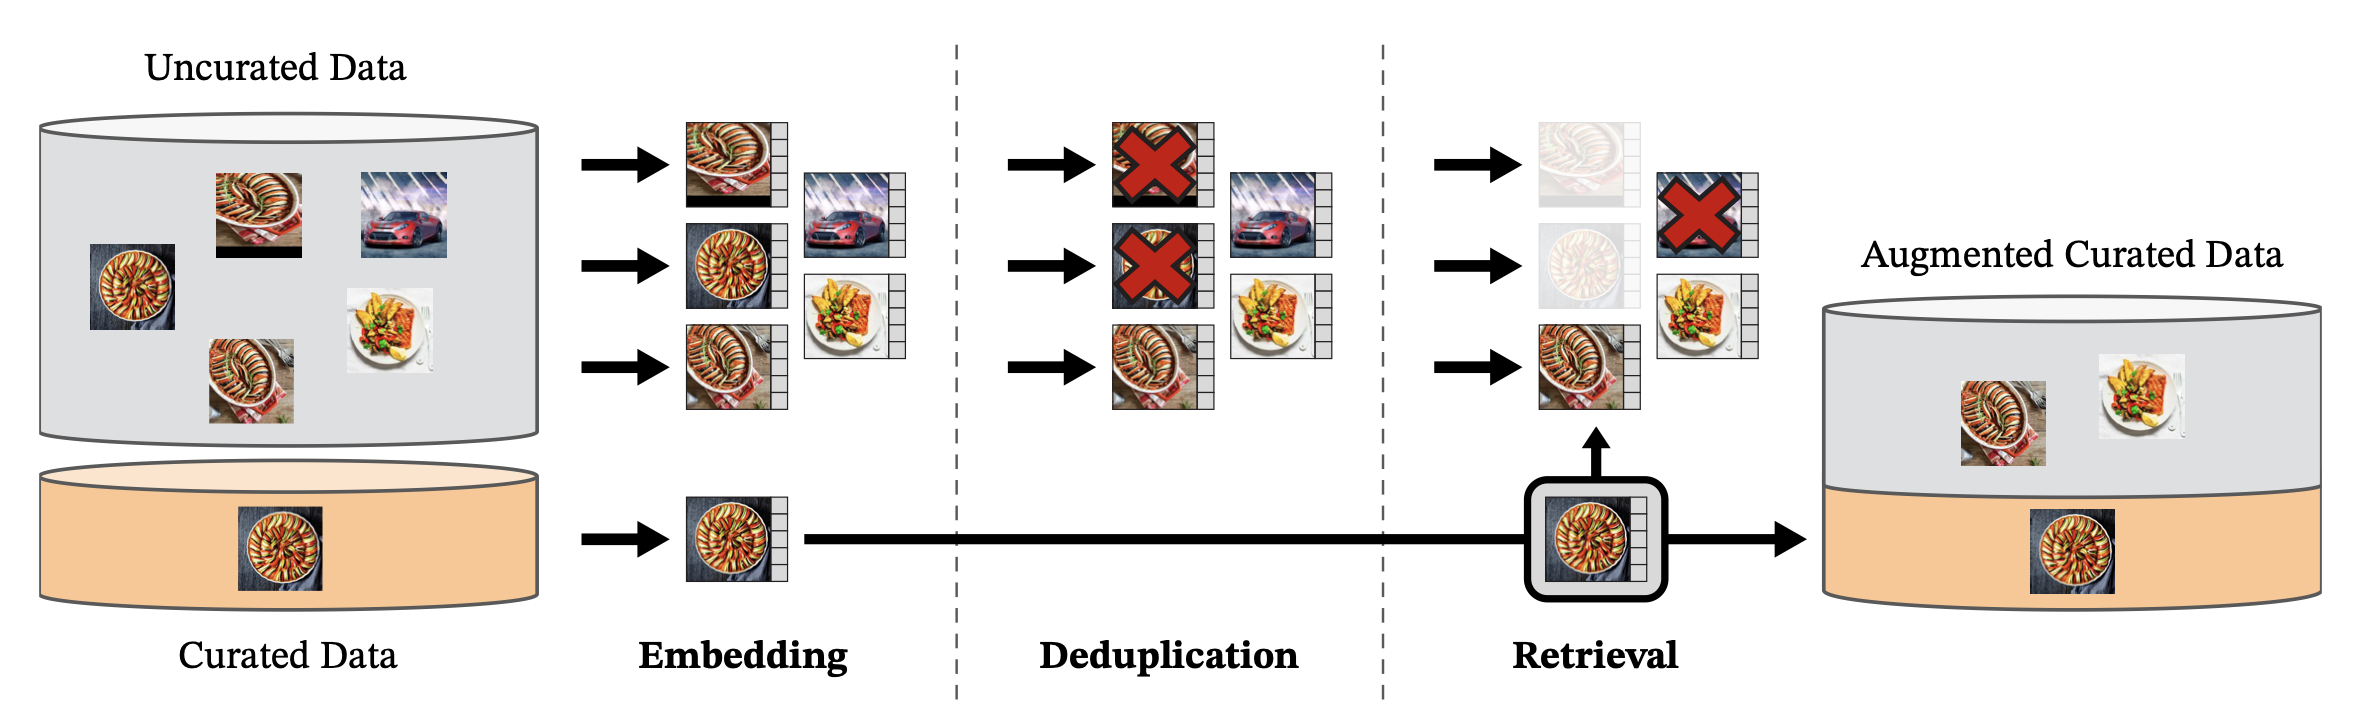 Uncurated Data
Augmented Curated Data
Curated Data
Embedding
Deduplication
Retrieval